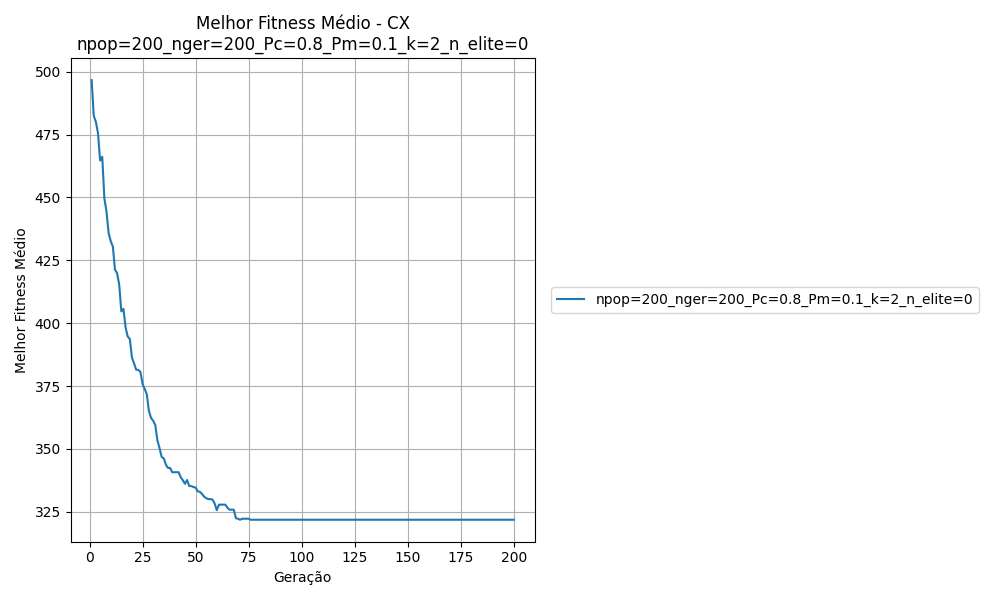 Melhor Fitness Médio - CX
npop=200_nger=200_Pc=0.8_Pm=0.1_k=2_n_elite=0
Melhor Fitness Médio
500
475
450
425
400
375
350
325
0 25 50 75 100 125 150 175 200
Geração
npop=200_nger=200_Pc=0.8_Pm=0.1_k=2_n_elite=0